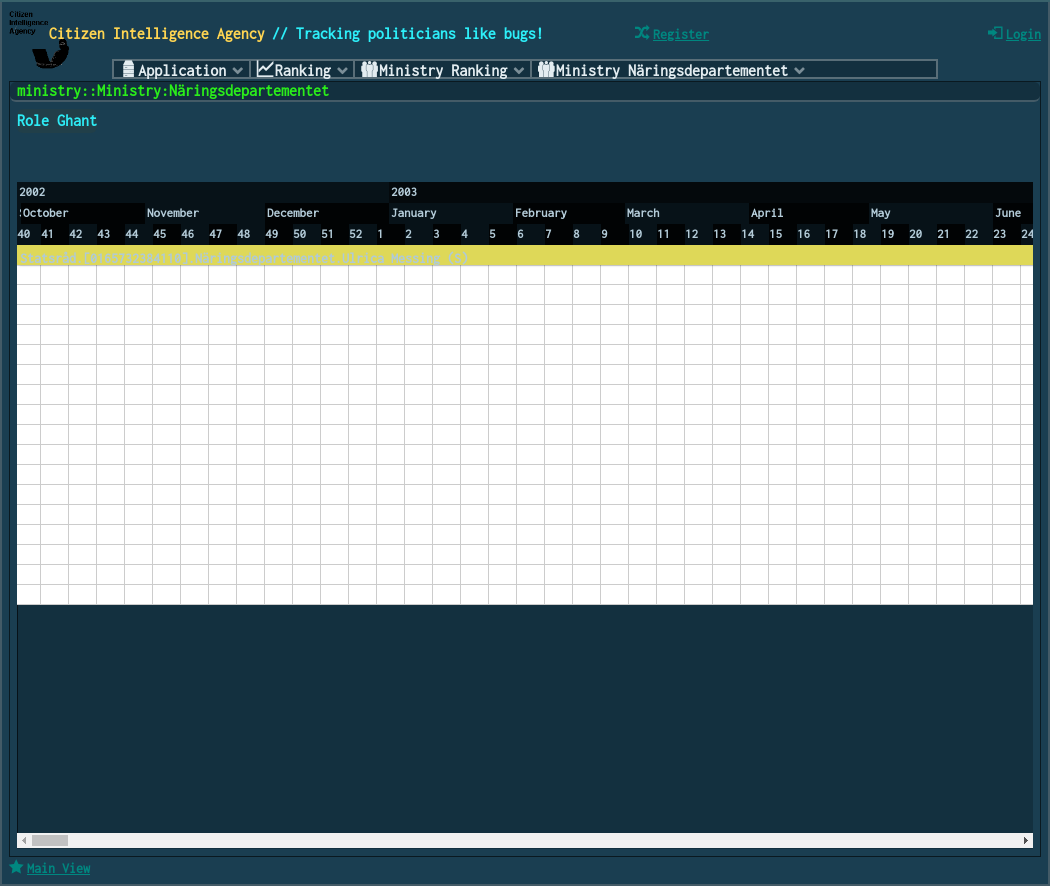 Citizen
Intelligence
Agency
Citizen Intelligence Agency // Tracking politicians like bugs!
Register
Login
Application
Ranking
Ministry Ranking
Ministry Näringsdepartementet
ministry::Ministry:Näringsdepartementet
Role Ghant
2002 2003
October November December January February March April May June
40 41 42 43 44 45 46 47 48 49 50 51 52 1 2 3 4 5 6 7 8 9 10 11 12 13 14 15 16 17 18 19 20 21 22 23 24
Statsråd Näringsdepartementet.Ulrica Messing
Main View